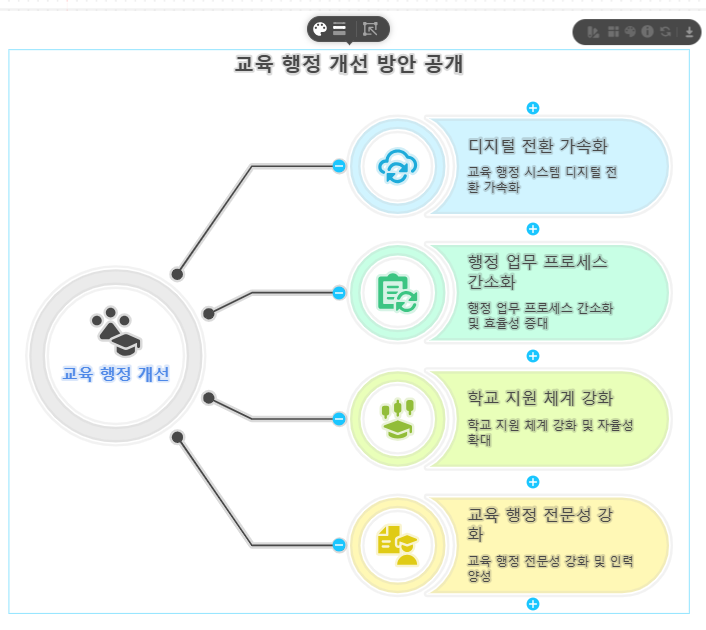 교육 행정 개선 방안 공개
디지털 전환 가속화
교육 행정 시스템 디지털 전
환 가속화
행정 업무 프로세스
간소화
행정 업무 프로세스 간소화
및 효율성 증대
교육 행정 개선
학교 지원 체계 강화
학교 지원 체계 강화 및 자율성
확대
교육 행정 전문성 강
화
교육 행정 전문성 강화 및 인력
양성